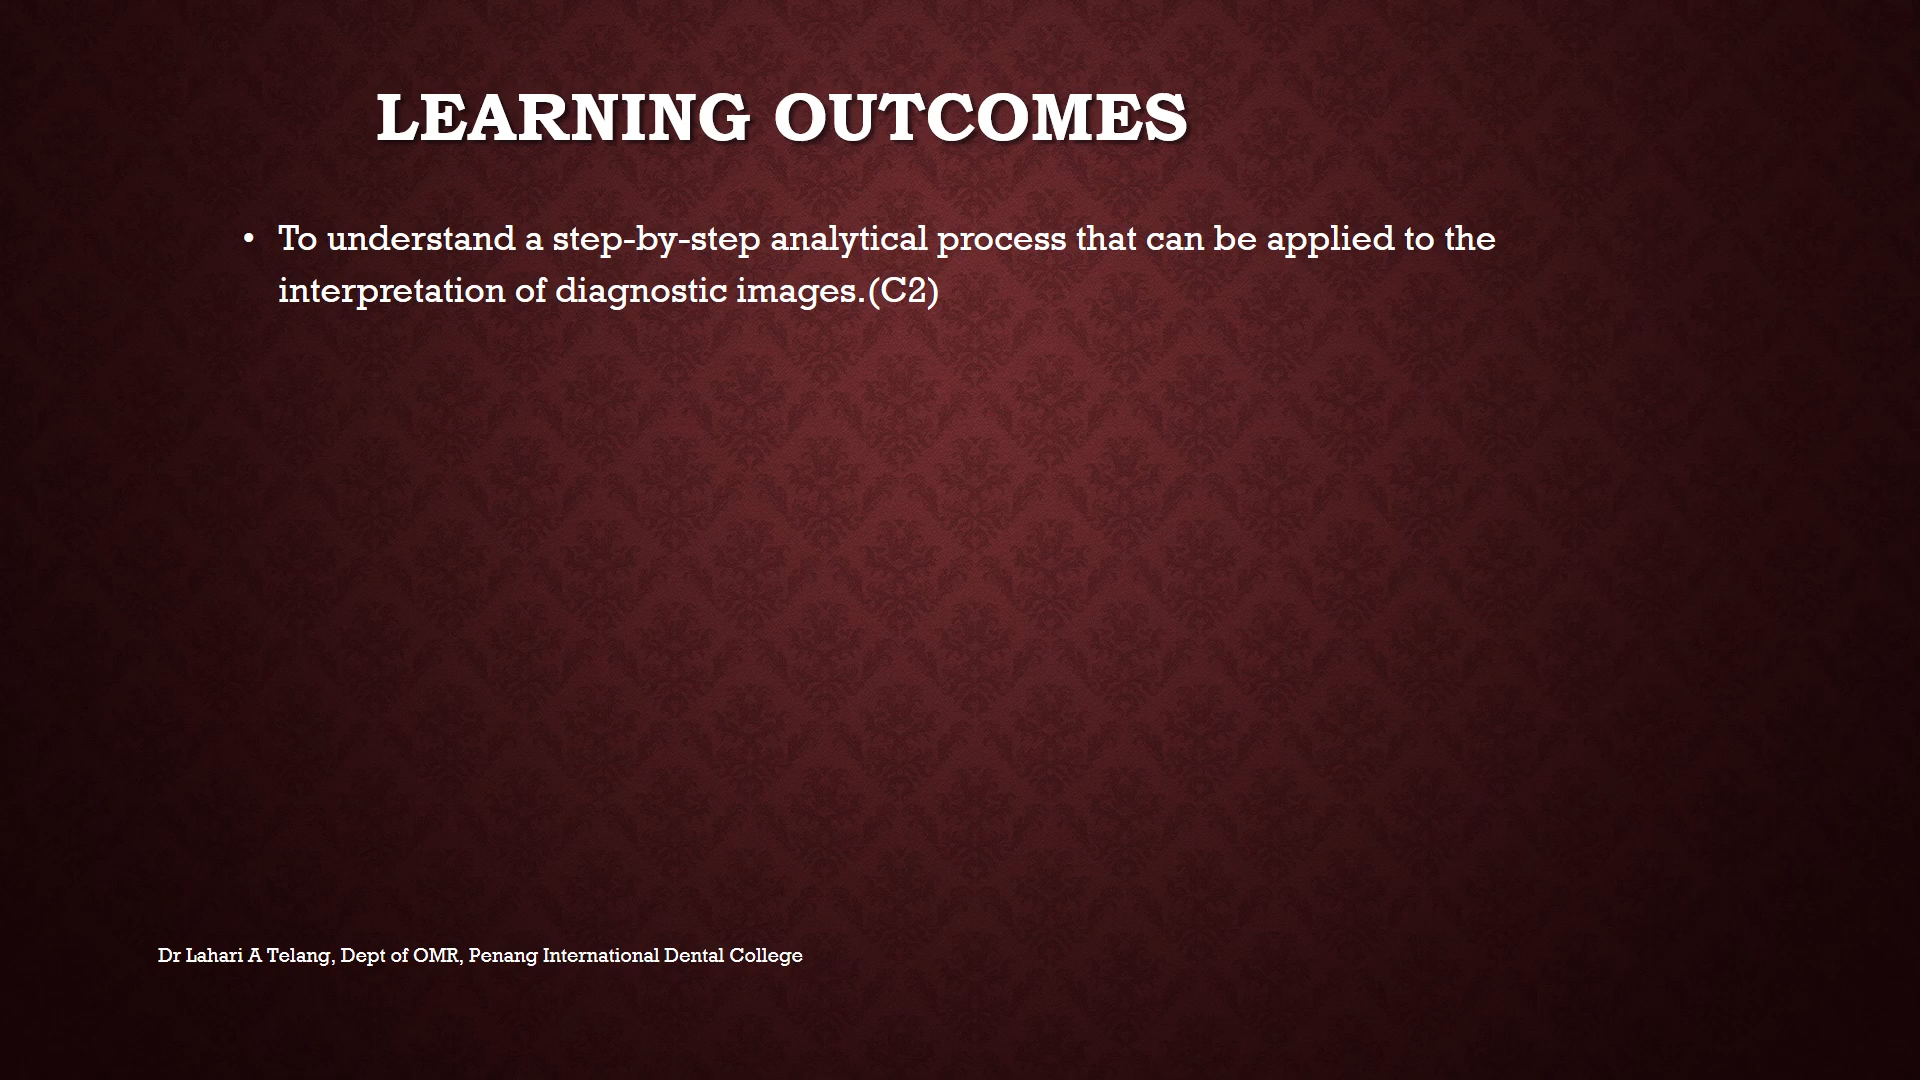 LEARNING OUTCOMES
• To understand a step-by-step analytical process that can be applied to the
interpretation of diagnostic images.(C2)
Dr Lahari A Telang, Dept of OMR, Penang International Dental College